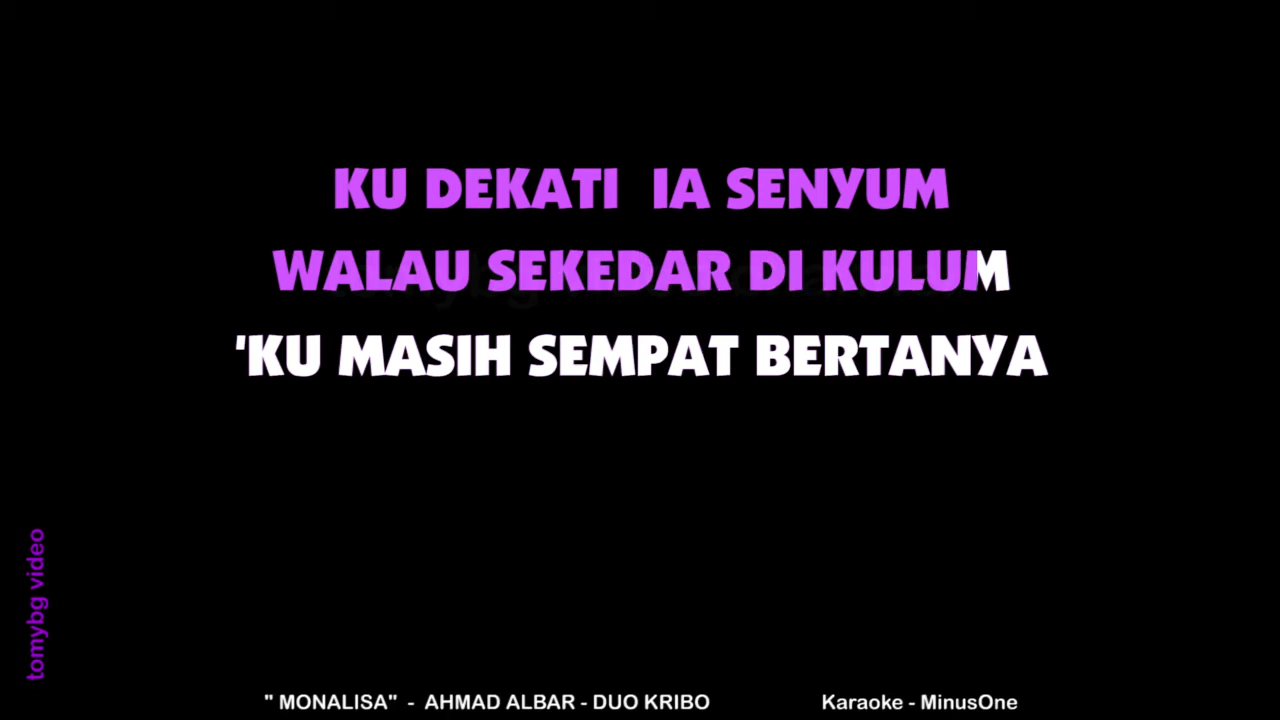 KU DEKATI IA SENYUM
WALAU SEKEDAR DI KULUM
'KU MASIH SEMPAT BERTANYA
tomybg video
" MONALISA" - AHMAD ALBAR - DUO KRIBO Karaoke - MinusOne